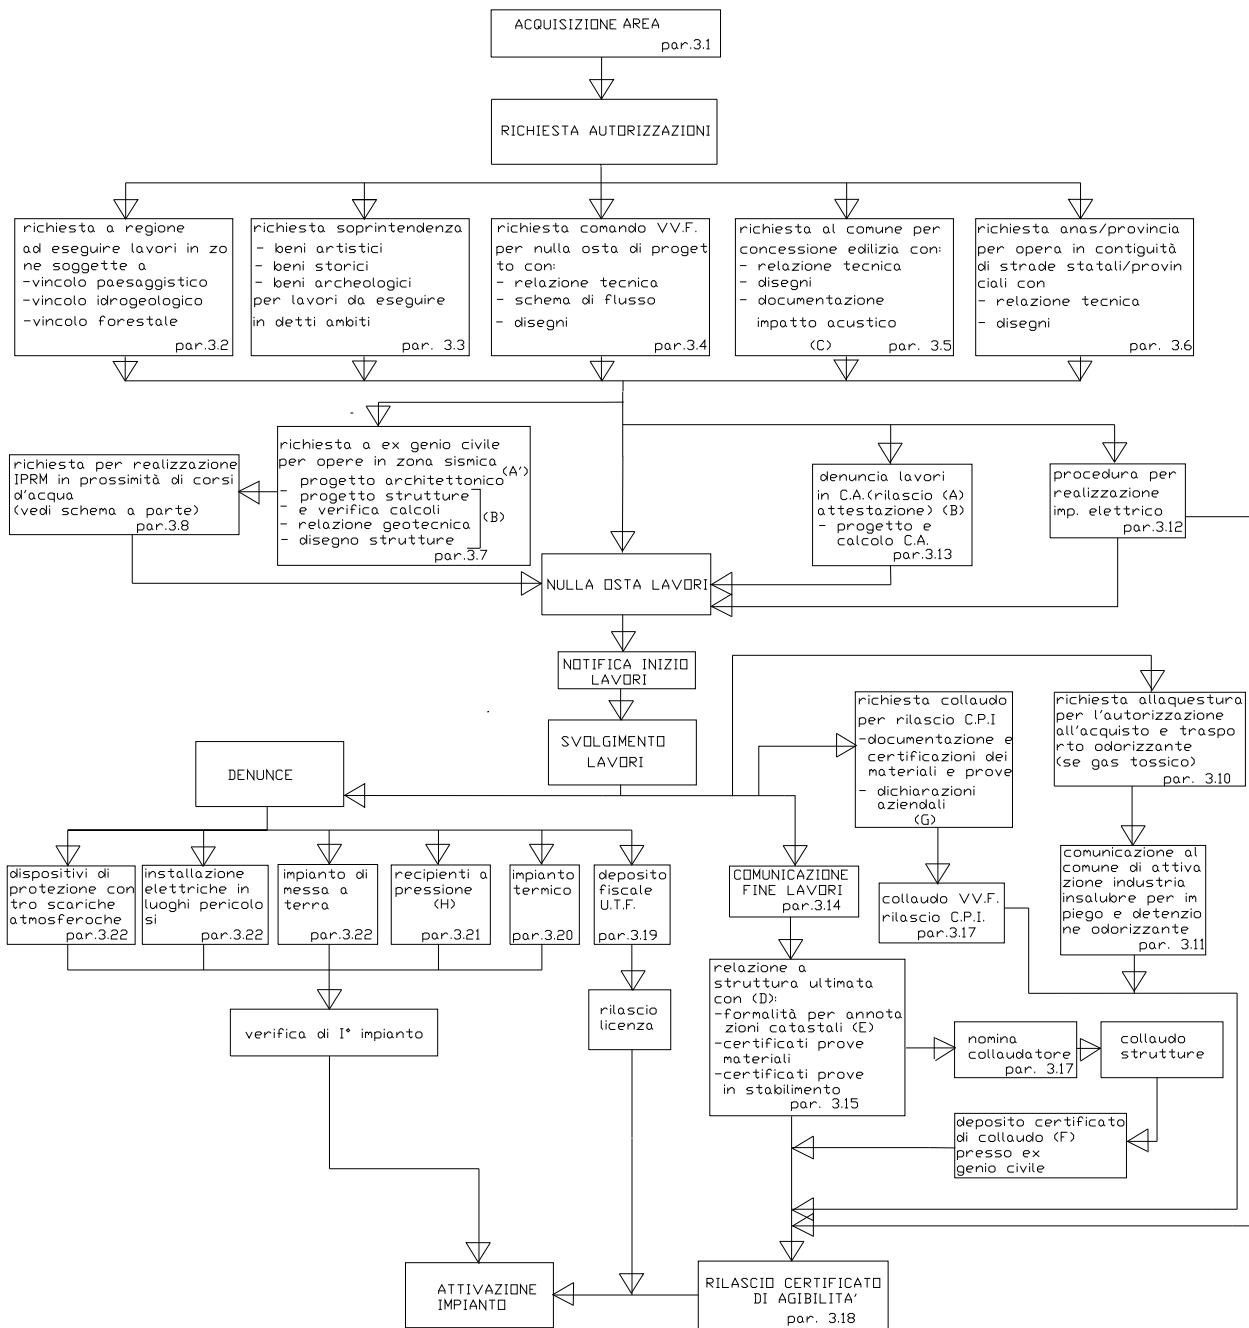 ACQUISIZIONE AREA
par.3.1
RICHIESTA AUTORIZZAZIONI
richiesta a regione
ad eseguire lavori in zo
ne soggette a
-vincolo paesaggistico
-vincolo idrogeologico
-vincolo forestale
par.3.2
richiesta soprintendenza
- beni artistici
- beni storici
- beni archeologici
per lavori da eseguire
in detti ambiti
par. 3.3
richiesta comando VV.F.
per nulla osta di proget
to con:
- relazione tecnica
- schema di flusso
- disegni
par.3.4
richiesta al comune per
concessione edilizia con:
- relazione tecnica
- disegni
- documentazione
impatto acustico
(C)
par. 3.5
richiesta anas/provincia
per opera in contiguità
di strade statali/provin
ciali con
- relazione tecnica
- disegni
par. 3.6
richiesta per realizzazione
IPRM in prossimità di corsi
d'acqua
(vedi schema a parte)
par.3.8
richiesta a ex genio civile
per opere in zona sismica
- progetto architettonico (A')
- progetto strutture
- e verifica calcoli
- relazione geotecnica (B)
- disegno strutture
par.3.7
denuncia lavori
in C.A.(rilascio (A)
attestazione) (B)
- progetto e
calcolo C.A.
par.3.13
procedura per
realizzazione
imp. elettrico
par.3.12
NULLA OSTA LAVORI
NOTIFICA INIZIO
LAVORI
SVOLGIMENTO
LAVORI
DENUNCE
richiesta collaudo
per rilascio C.P.I
-documentazione e
certificazioni dei
materiali e prove
- dichiarazioni
aziendali
(G)
richiesta allaquestura
per l'autorizzazione
all'acquisto e traspo
rto odorizzante
(se gas tossico)
par. 3.10
dispositivi di
protezione con
tro scariche
atmosferoche
par.3.22
installazione
elettriche in
luoghi pericolo
si
par.3.22
impianto di
messa a
terra
par.3.22
recipienti a
pressione
(H)
par.3.21
impianto
termico
par.3.20
deposito
fiscale
U.T.F.
par.3.19
COMUNICAZIONE
FINE LAVORI
par.3.14
collaudo VV.F.
rilascio C.P.I.
par.3.17
comunicazione al
comune di attiva
zione industria
insalubre per im
piego e detenzio
ne odorizzante
par. 3.11
verifica di I° impianto
rilascio
licenza
relazione a
struttura ultimata
con (D):
-formalità per annota
zioni catastali (E)
-certificati prove
materiali
-certificati prove
in stabilimento
par. 3.15
nomina
collaudatore
par. 3.17
collaudo
strutture
deposito certificato
di collaudo (F)
presso ex
genio civile
ATTIVAZIONE
IMPIANTO
RILASCIO CERTIFICATO
DI AGIBILITA'
par. 3.18